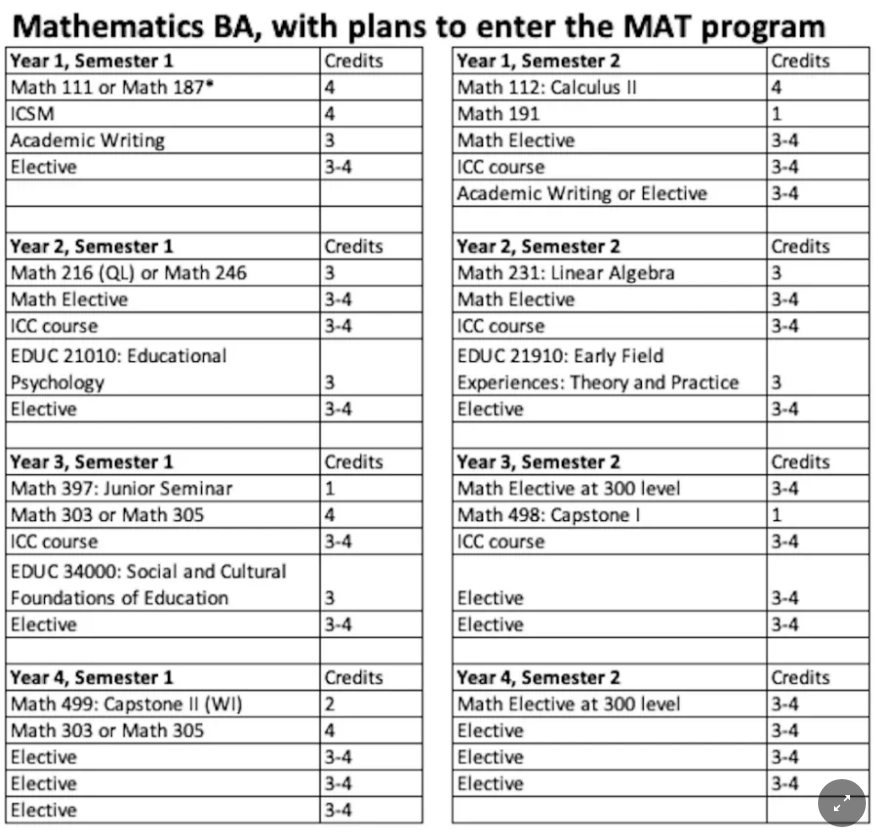 Mathematics BA, with plans to enter the MAT program
Year 1, Semester 1 Credits
Math 111 or Math 187* 4
ICSM 4
Academic Writing 3
Elective 3-4
Year 1, Semester 2 Credits
Math 112: Calculus II 4
Math 191 1
Math Elective 3-4
ICC course 3-4
Academic Writing or Elective 3-4
Year 2, Semester 1 Credits
Math 216 (QL) or Math 246 3
Math Elective 3-4
ICC course 3-4
EDUC 21010: Educational
Psychology 3
Elective 3-4
Year 2, Semester 2 Credits
Math 231: Linear Algebra 3
Math Elective 3-4
ICC course 3-4
EDUC 21910: Early Field
Experiences: Theory and Practice 3
Elective 3-4
Year 3, Semester 1 Credits
Math 397: Junior Seminar 1
Math 303 or Math 305 4
ICC course 3-4
EDUC 34000: Social and Cultural
Foundations of Education 3
Elective 3-4
Year 3, Semester 2 Credits
Math Elective at 300 level 3-4
Math 498: Capstone I 1
ICC course 3-4
Elective 3-4
Elective 3-4
Year 4, Semester 1 Credits
Math 499: Capstone II (WI) 2
Math 303 or Math 305 4
Elective 3-4
Elective 3-4
Elective 3-4
Year 4, Semester 2 Credits
Math Elective at 300 level 3-4
Elective 3-4
Elective 3-4
Elective 3-4